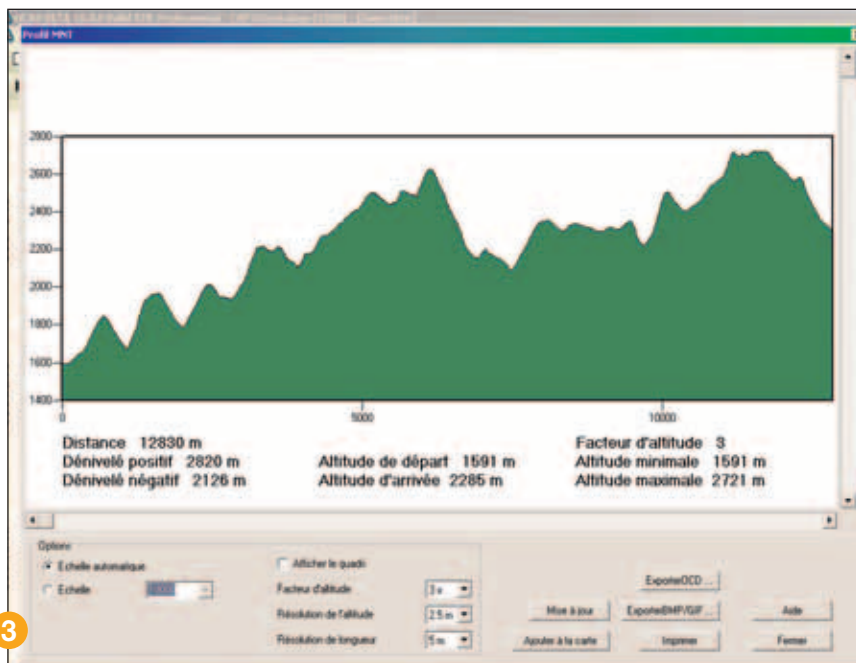 Profil MNT
2800
2600
2400
2200
2000
1800
1600
1400
0 5000 10000
Distance 12830 m Facteur d'altitude 3
Dénivelé positif 2820 m Altitude de départ 1591 m Altitude minimale 1591 m
Dénivelé négatif 2126 m Altitude d'arrivée 2285 m Altitude maximale 2721 m
Options
Echelle automatique Afficher le quadri
Echelle Facteur d'altitude 3 x
Résolution de l'altitude 2.5 m
Résolution de longueur 5 m
ExporterOCD ...
Mise à jour ExporterBMP/GIF ... Aide
Ajouter à la carte Imprimer Fermer
3